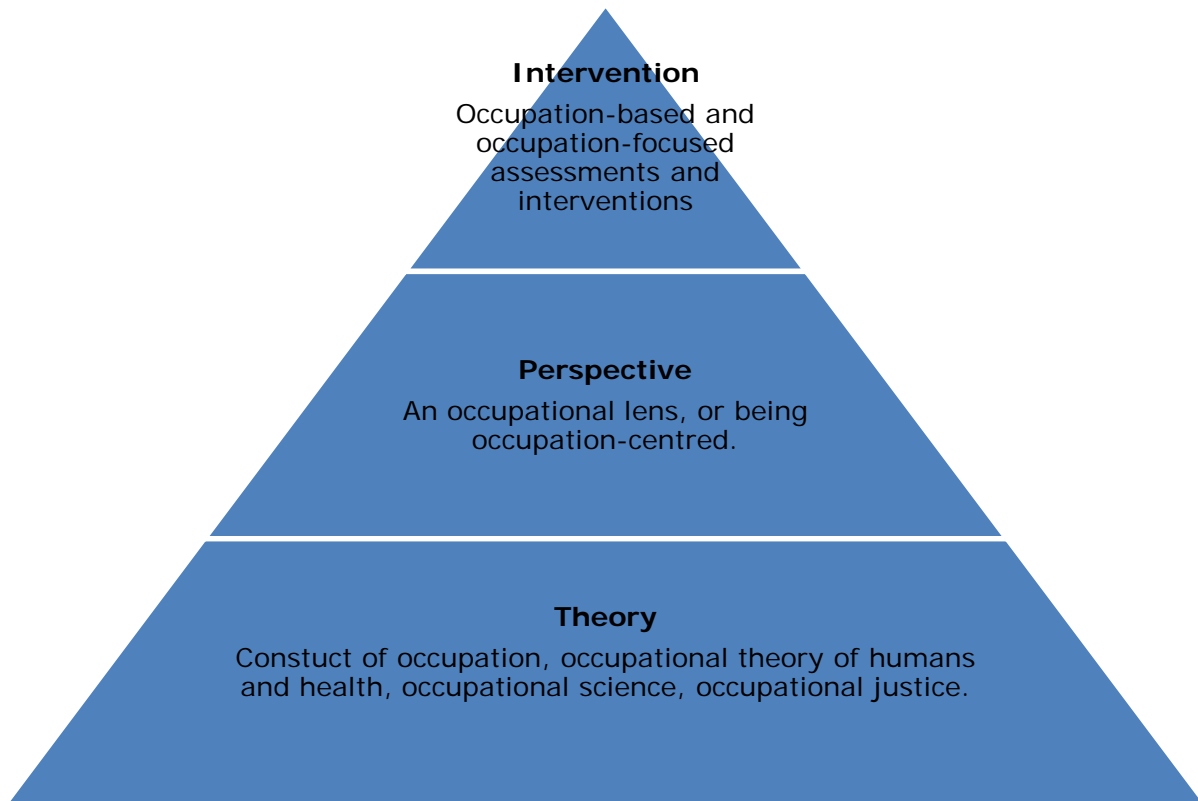 Intervention
Occupation-based and
occupation-focused
assessments and
interventions
Perspective
An occupational lens, or being
occupation-centred.
Theory
Constuct of occupation, occupational theory of humans
and health, occupational science, occupational justice.